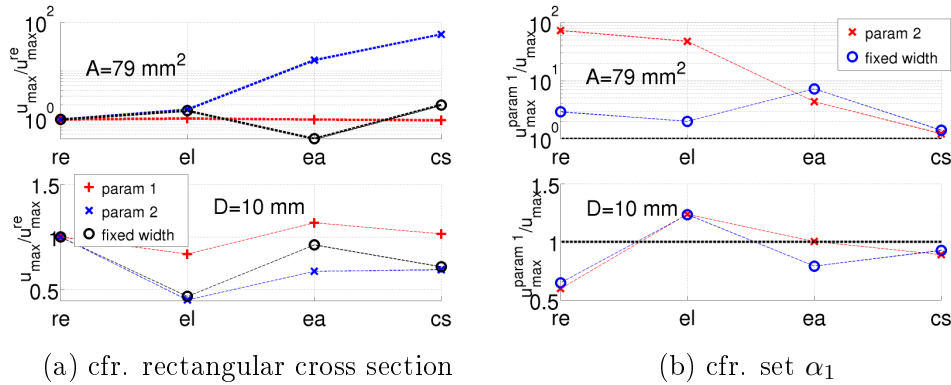 10²
10⁰
u_max/u_max^re
A=79 mm²
re el ea cs
1.5
1
0.5
u_max/u_max^re
param 1
param 2
fixed width
D=10 mm
re el ea cs
(a) cfr. rectangular cross section
10²
10¹
10⁰
u_max^param 1/u_max
A=79 mm²
param 2
fixed width
re el ea cs
1.5
1
0.5
u_max^param 1/u_max
D=10 mm
re el ea cs
(b) cfr. set α₁